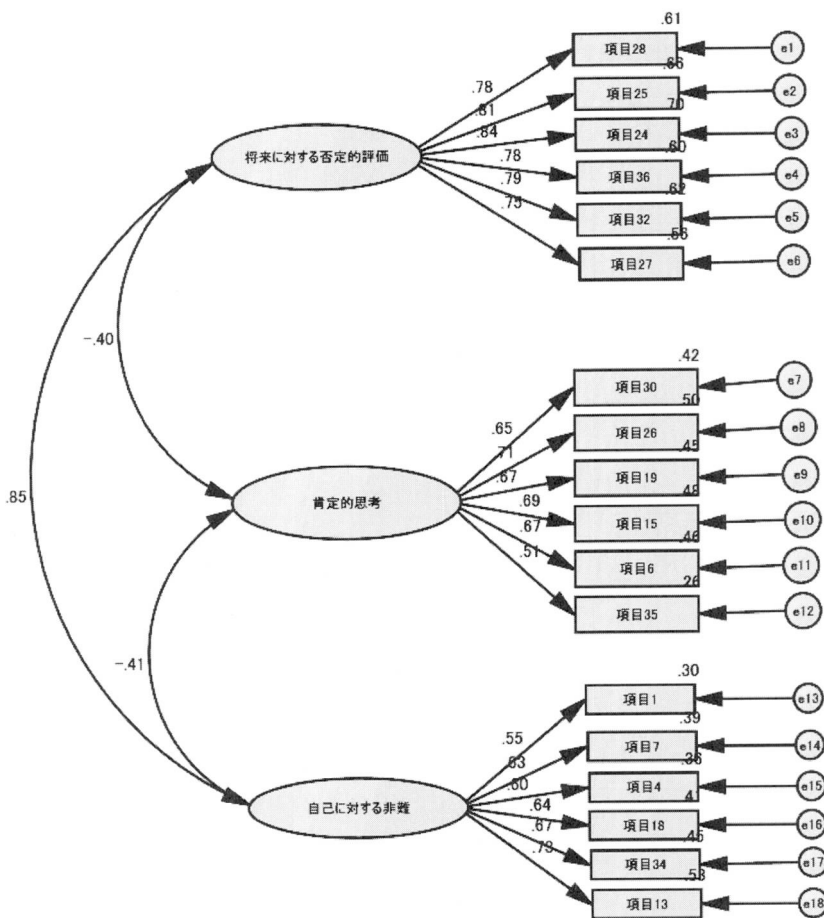 .61
項目28
e1
.78
.66
項目25
e2
.81
.70
項目24
e3
.84
.60
将来に対する否定的評価
項目36
e4
.78
.62
項目32
e5
.79
.56
項目27
e6
.75
-.40
.42
項目30
e7
.65
.50
項目26
e8
.71
.45
項目19
e9
.67
.48
肯定的思考
項目15
e10
.69
.46
項目6
e11
.67
.26
項目35
e12
.51
.85
-.41
.30
項目1
e13
.55
.39
項目7
e14
.63
.36
項目4
e15
.60
.41
自己に対する非難
項目18
e16
.64
.45
項目34
e17
.67
.53
項目13
e18
.73